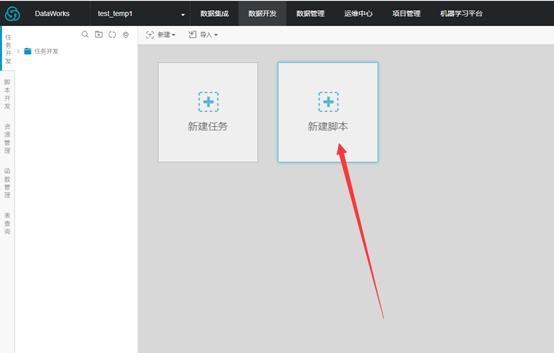 DataWorks test_temp1 数据集成 数据开发 数据管理 运维中心 项目管理 机器学习平台
任务开发
脚本开发
资源管理
函数管理
表查询
任务开发
新建 导入
新建任务
新建脚本